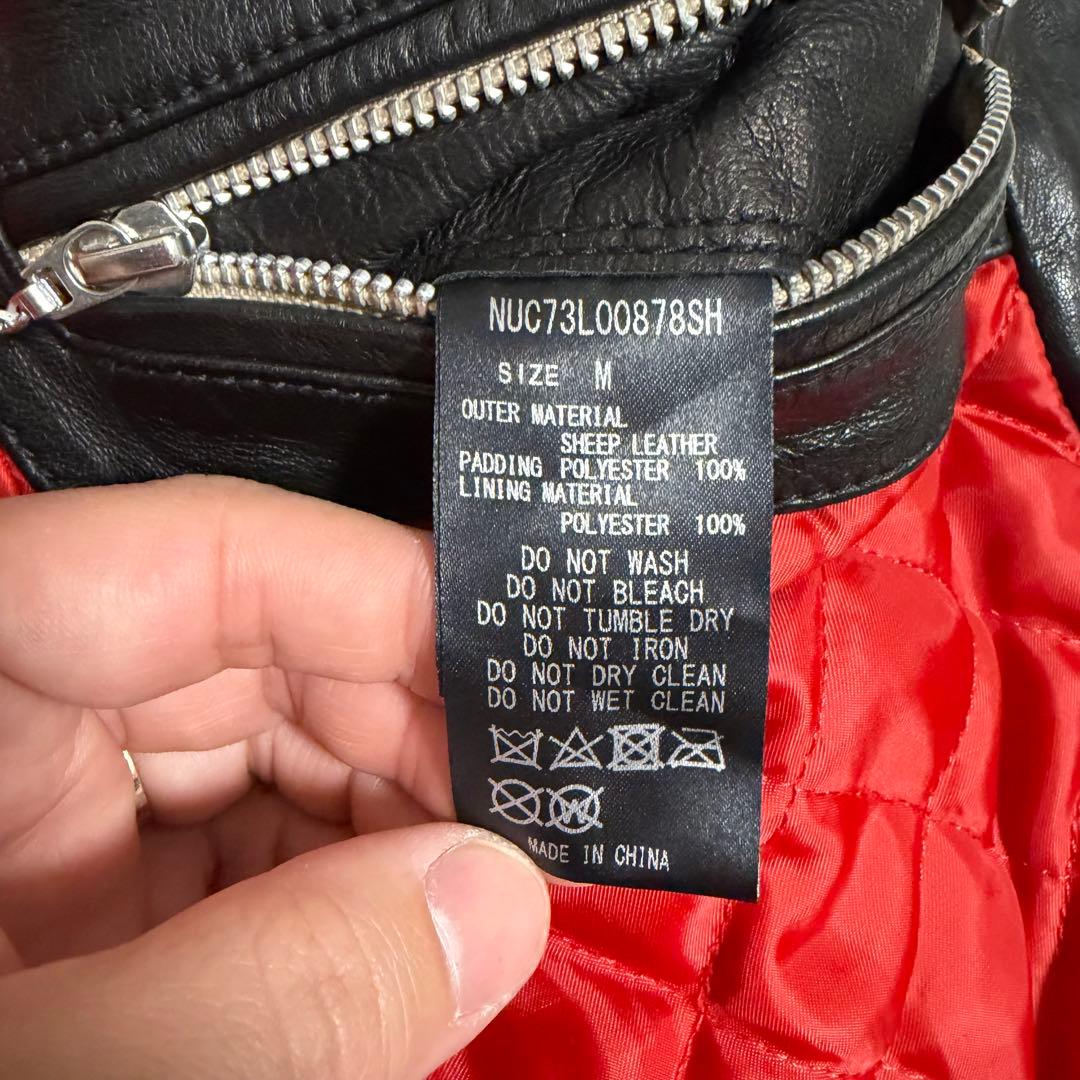 NUC73L00878SH
SIZE M
OUTER MATERIAL
SHEEP LEATHER
PADDING POLYESTER 100%
LINING MATERIAL
POLYESTER 100%
DO NOT WASH
DO NOT BLEACH
DO NOT TUMBLE DRY
DO NOT IRON
DO NOT DRY CLEAN
DO NOT WET CLEAN
W
MADE IN CHINA